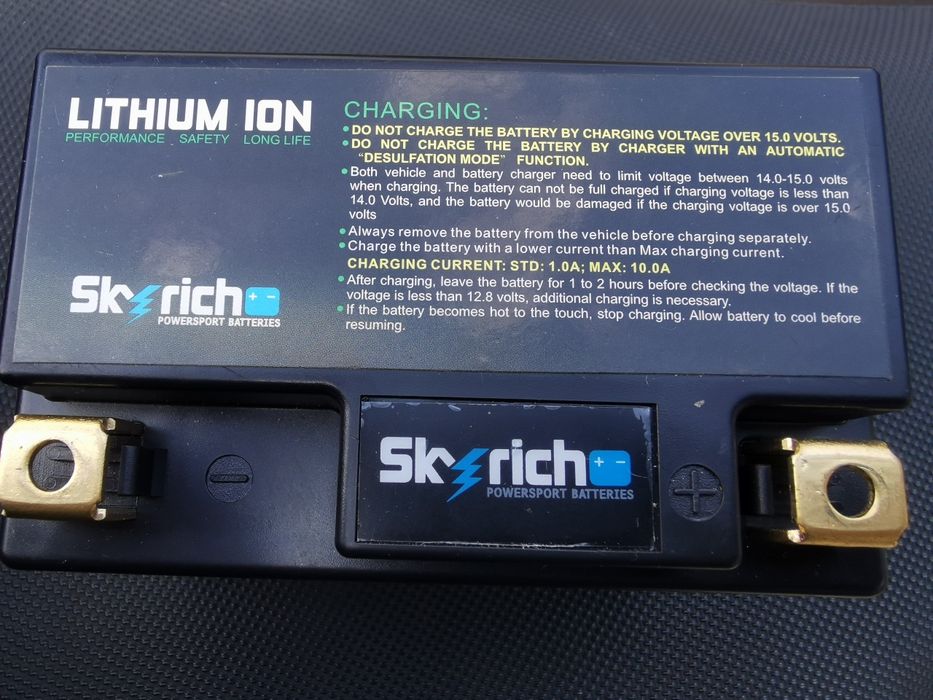 LITHIUM ION
PERFORMANCE SAFETY LONG LIFE
CHARGING:
• DO NOT CHARGE THE BATTERY BY CHARGING VOLTAGE OVER 15.0 VOLTS.
• DO NOT CHARGE THE BATTERY BY CHARGER WITH AN AUTOMATIC
“DESULFATION MODE” FUNCTION.
• Both vehicle and battery charger need to limit voltage between 14.0-15.0 volts
when charging. The battery can not be full charged if charging voltage is less than
14.0 Volts, and the battery would be damaged if the charging voltage is over 15.0
volts
• Always remove the battery from the vehicle before charging separately.
• Charge the battery with a lower current than Max charging current.
CHARGING CURRENT: STD: 1.0A; MAX: 10.0A
• After charging, leave the battery for 1 to 2 hours before checking the voltage. If the
voltage is less than 12.8 volts, additional charging is necessary.
• If the battery becomes hot to the touch, stop charging. Allow battery to cool before
resuming.
Skyrich + -
POWERSPORT BATTERIES
- Skyrich + - +
POWERSPORT BATTERIES